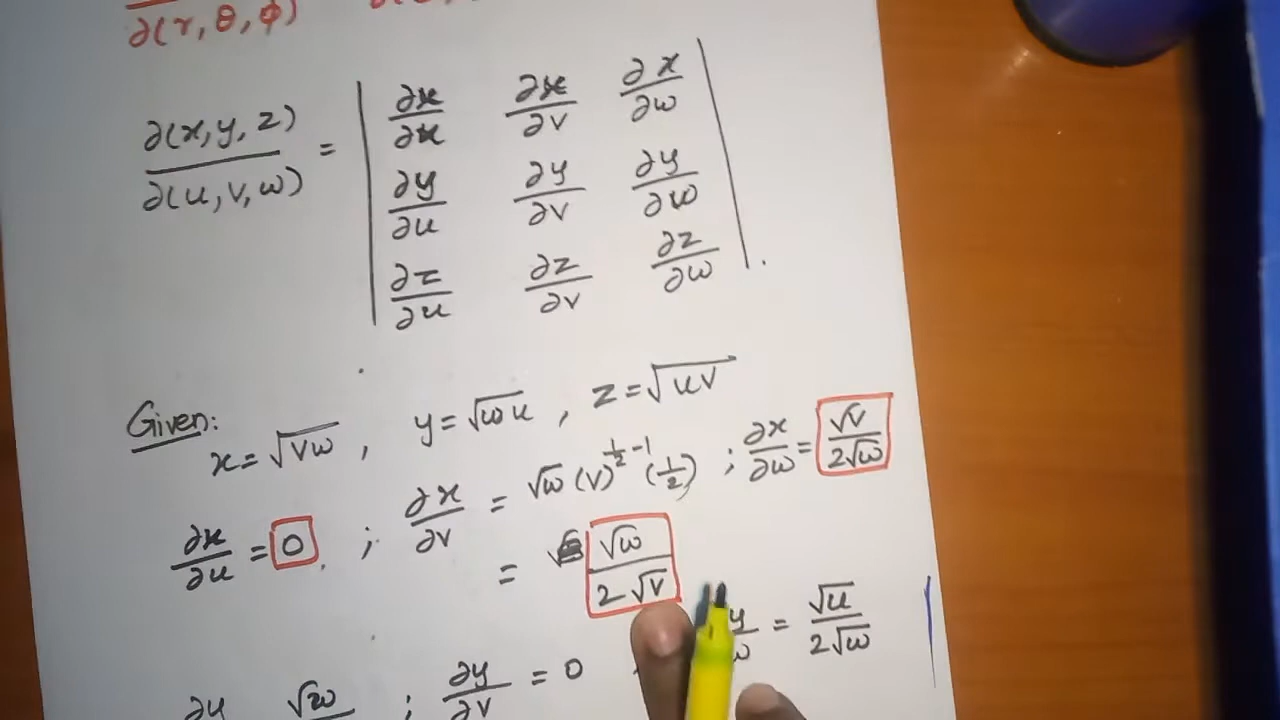 ∂(r, θ, φ)
∂(x, y, z) / ∂(u, v, w) = | ∂x/∂x ∂x/∂v ∂x/∂w |
| ∂y/∂u ∂y/∂v ∂y/∂w |
| ∂z/∂u ∂z/∂v ∂z/∂w | .
Given:
x = √vw , y = √wu , z = √uv
∂x/∂u = 0 ; ∂x/∂v = √w (v)^(1/2 - 1) (1/2) ; ∂x/∂w = √v / 2√w
= √w / 2√v
∂y √w ; ∂y/∂v = 0 y/w = √u / 2√w